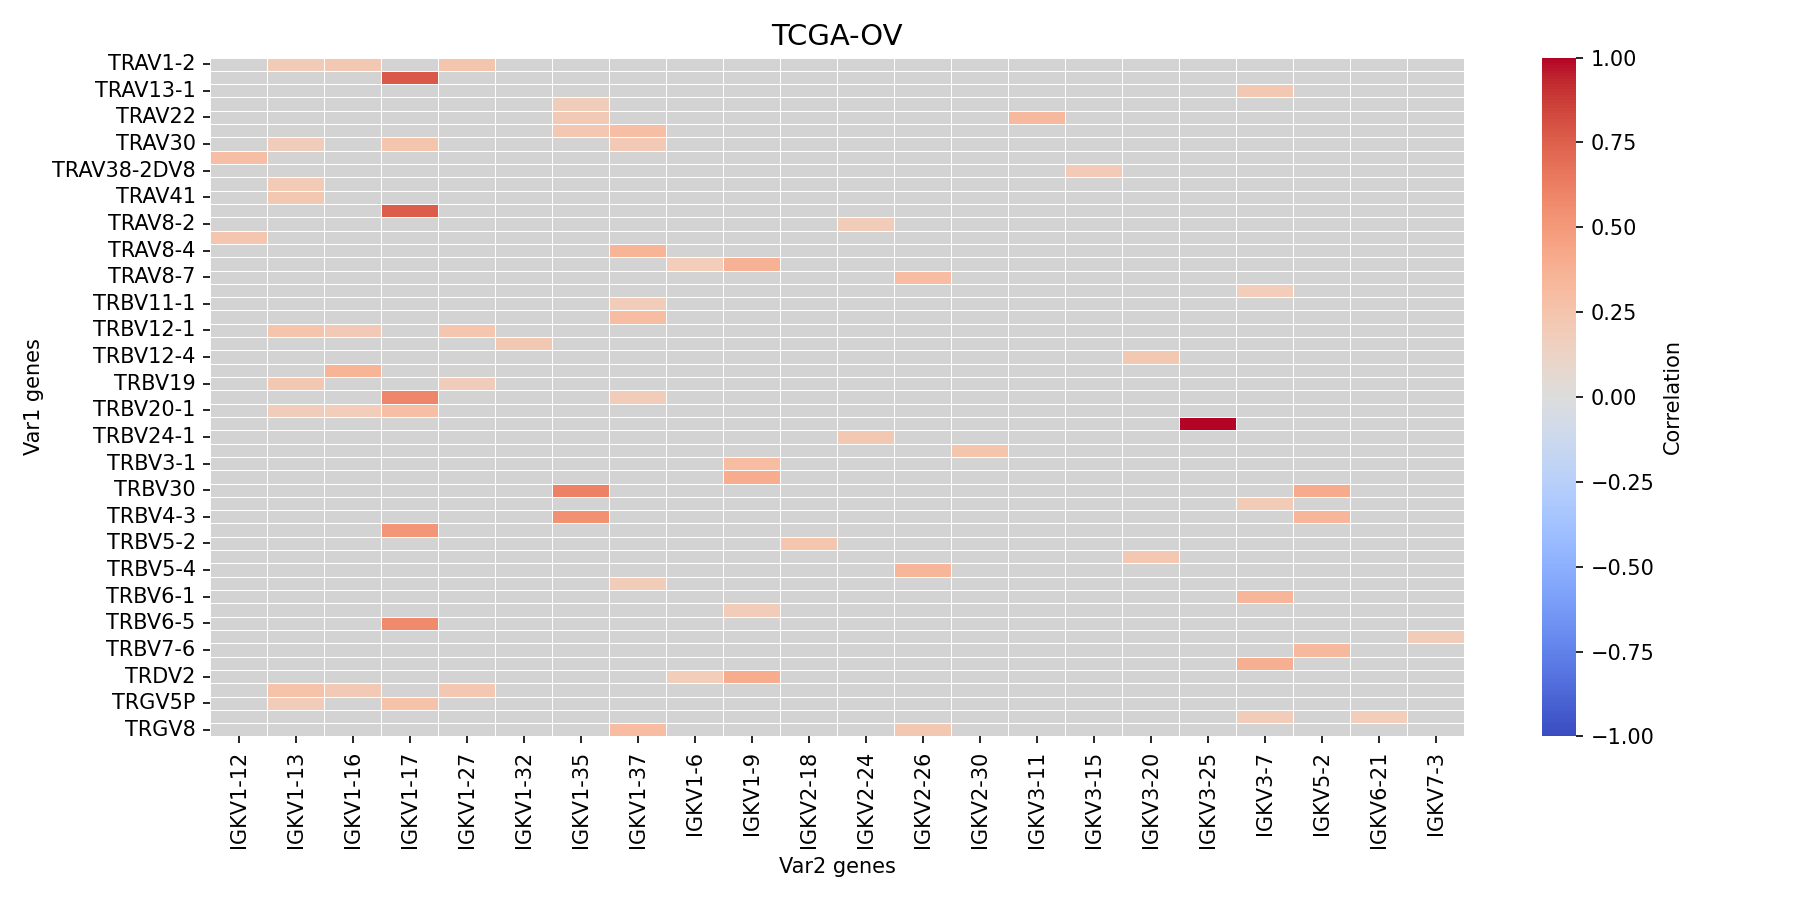 TCGA-OV
Var1 genes
TRAV1-2
TRAV13-1
TRAV22
TRAV30
TRAV38-2DV8
TRAV41
TRAV8-2
TRAV8-4
TRAV8-7
TRBV11-1
TRBV12-1
TRBV12-4
TRBV19
TRBV20-1
TRBV24-1
TRBV3-1
TRBV30
TRBV4-3
TRBV5-2
TRBV5-4
TRBV6-1
TRBV6-5
TRBV7-6
TRDV2
TRGV5P
TRGV8
IGKV1-12
IGKV1-13
IGKV1-16
IGKV1-17
IGKV1-27
IGKV1-32
IGKV1-35
IGKV1-37
IGKV1-6
IGKV1-9
IGKV2-18
IGKV2-24
IGKV2-26
IGKV2-30
IGKV3-11
IGKV3-15
IGKV3-20
IGKV3-25
IGKV3-7
IGKV5-2
IGKV6-21
IGKV7-3
Var2 genes
1.00
0.75
0.50
0.25
0.00
−0.25
−0.50
−0.75
−1.00
Correlation